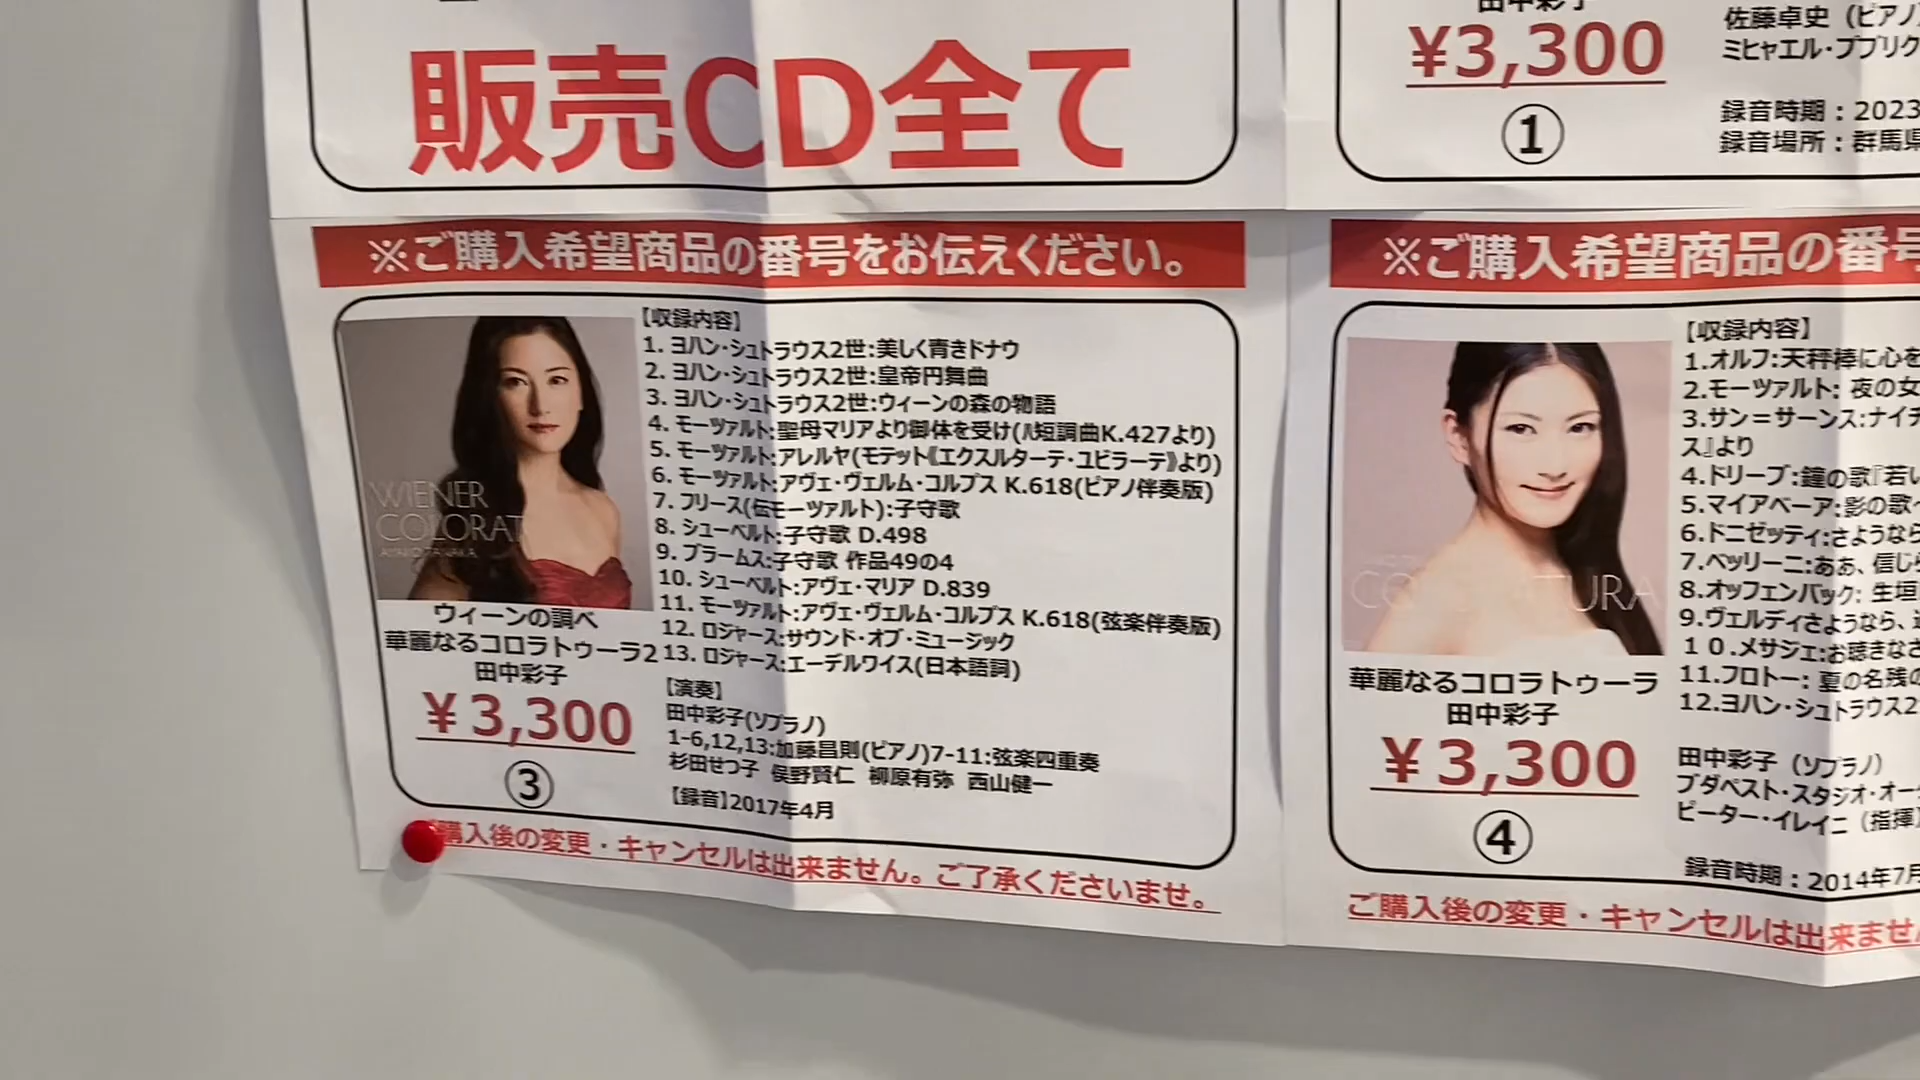 販売CD全て
田中彩子
¥3,300
①
佐藤卓史 (ピアノ)
ミヒャエル・ププリク
録音時期：2023
録音場所：群馬県
※ご購入希望商品の番号をお伝えください。
WIENER
COLORAT
AYAKO TANAKA
ウィーンの調べ
華麗なるコロラトゥーラ2
田中彩子
¥3,300
③
【収録内容】
1. ヨハン・シュトラウス2世:美しく青きドナウ
2. ヨハン・シュトラウス2世:皇帝円舞曲
3. ヨハン・シュトラウス2世:ウィーンの森の物語
4. モーツァルト:聖母マリアより御体を受け(ハ短調曲K.427より)
5. モーツァルト:アレルヤ(モテット《エクスルターテ・ユビラーテ》より)
6. モーツァルト:アヴェ・ヴェルム・コルプス K.618(ピアノ伴奏版)
7. フリース(伝モーツァルト):子守歌
8. シューベルト:子守歌 D.498
9. ブラームス:子守歌 作品49の4
10. シューベルト:アヴェ・マリア D.839
11. モーツァルト:アヴェ・ヴェルム・コルプス K.618(弦楽伴奏版)
12. ロジャース:サウンド・オブ・ミュージック
13. ロジャース:エーデルワイス(日本語詞)
【演奏】
田中彩子(ソプラノ)
1-6,12,13:加藤昌則(ピアノ)7-11:弦楽四重奏
杉田せつ子 俣野賢仁 柳原有弥 西山健一
【録音】2017年4月
購入後の変更・キャンセルは出来ません。ご了承くださいませ。
※ご購入希望商品の番号
華麗なるコロラトゥーラ
田中彩子
¥3,300
④
【収録内容】
1.オルフ:天秤棒に心を
2.モーツァルト: 夜の女
3.サン＝サーンス:ナイチ
ス』より
4.ドリーブ:鐘の歌『若い
5.マイアベーア:影の歌
6.ドニゼッティ:さようなら
7.ベッリーニ:あぁ、信じら
8.オッフェンバック: 生垣
9.ヴェルディさようなら、
10.メサジェ:お聴きなさ
11.フロトー: 夏の名残の
12.ヨハン・シュトラウス2
田中彩子 (ソプラノ)
ブダペスト・スタジオ・オー
ピーター・イレイニ (指揮)
録音時期：2014年7月
ご購入後の変更・キャンセルは出来ませ